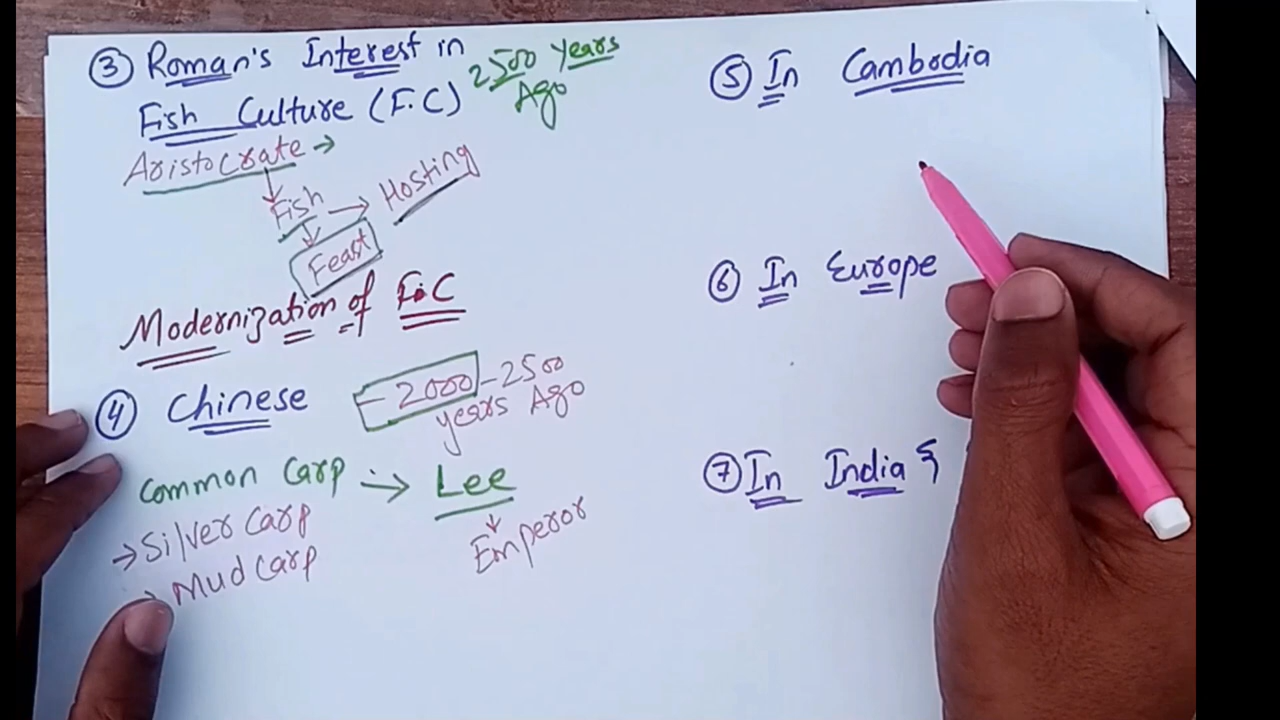 ③ Roman's Interest in
Fish Culture (F.C)
2500 Years
Ago
Aristocrate →
Fish → Hosting
Feast
Modernization of F.C
④ Chinese
- 2000 - 2500
years Ago
Common Carp → Lee
→ Silver Carp
Emperor
→ Mud Carp
⑤ In Cambodia
⑥ In Europe
⑦ In India &